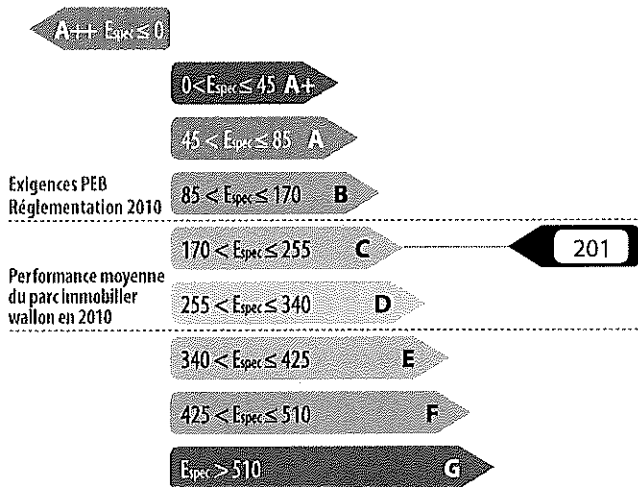 A++ Espec ≤ 0
0 < Espec ≤ 45 A+
45 < Espec ≤ 85 A
Exigences PEB
Réglementation 2010
85 < Espec ≤ 170 B
170 < Espec ≤ 255 C
201
Performance moyenne
du parc immobilier
wallon en 2010
255 < Espec ≤ 340 D
340 < Espec ≤ 425 E
425 < Espec ≤ 510 F
Espec > 510 G